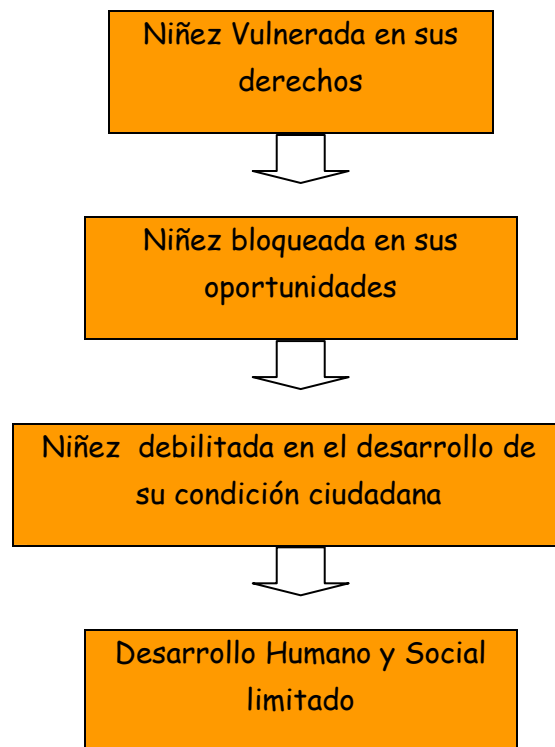 Niñez Vulnerada en sus
derechos
Niñez bloqueada en sus
oportunidades
Niñez debilitada en el desarrollo de
su condición ciudadana
Desarrollo Humano y Social
limitado